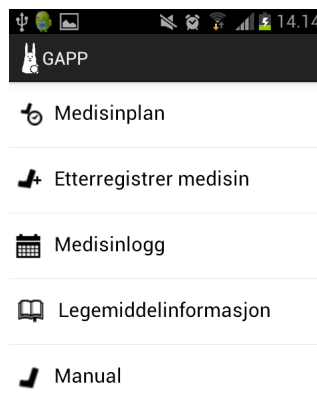 14.14
GAPP
Medisinplan
Etterregistrer medisin
Medisinlogg
Legemiddelinformasjon
Manual